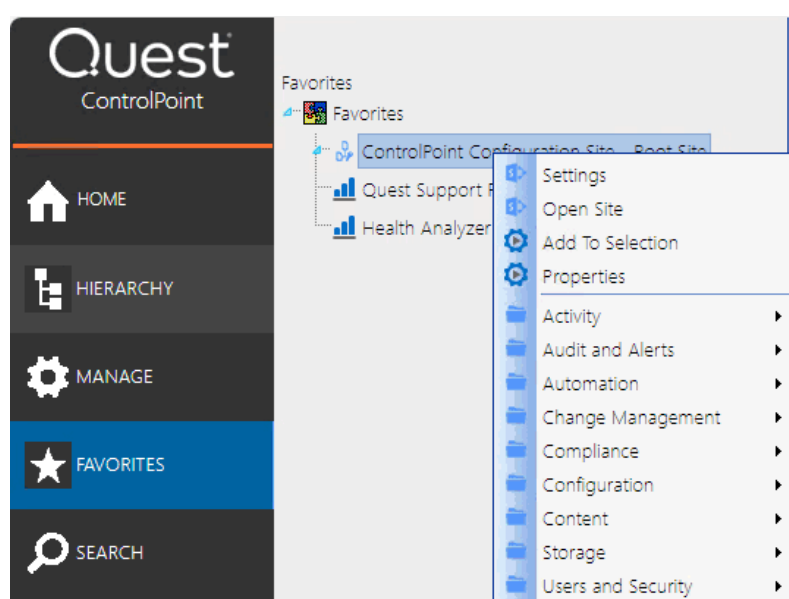 Quest
ControlPoint
HOME
HIERARCHY
MANAGE
FAVORITES
SEARCH
Favorites
Favorites
ControlPoint Configuration Site - Root Site
Quest Support
Health Analyzer
Settings
Open Site
Add To Selection
Properties
Activity
Audit and Alerts
Automation
Change Management
Compliance
Configuration
Content
Storage
Users and Security